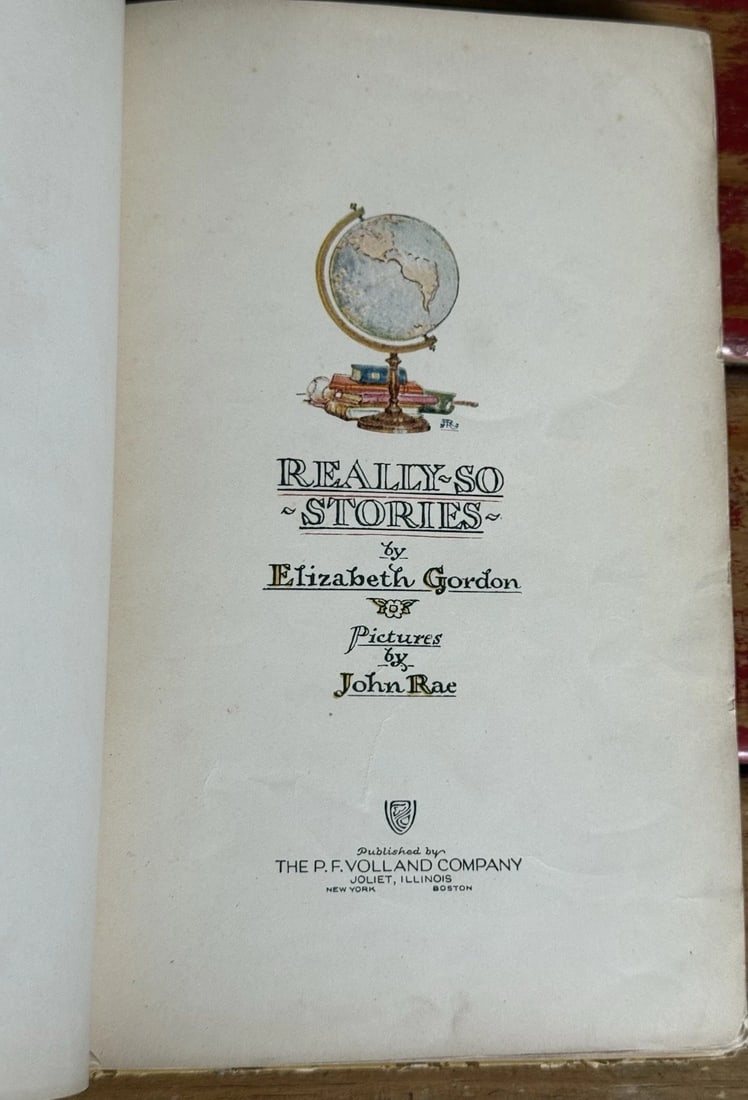 REALLY~SO
~STORIES~
by
Elizabeth Gordon
Pictures
by
John Rae
Published by
THE P. F. VOLLAND COMPANY
JOLIET, ILLINOIS
NEW YORK BOSTON